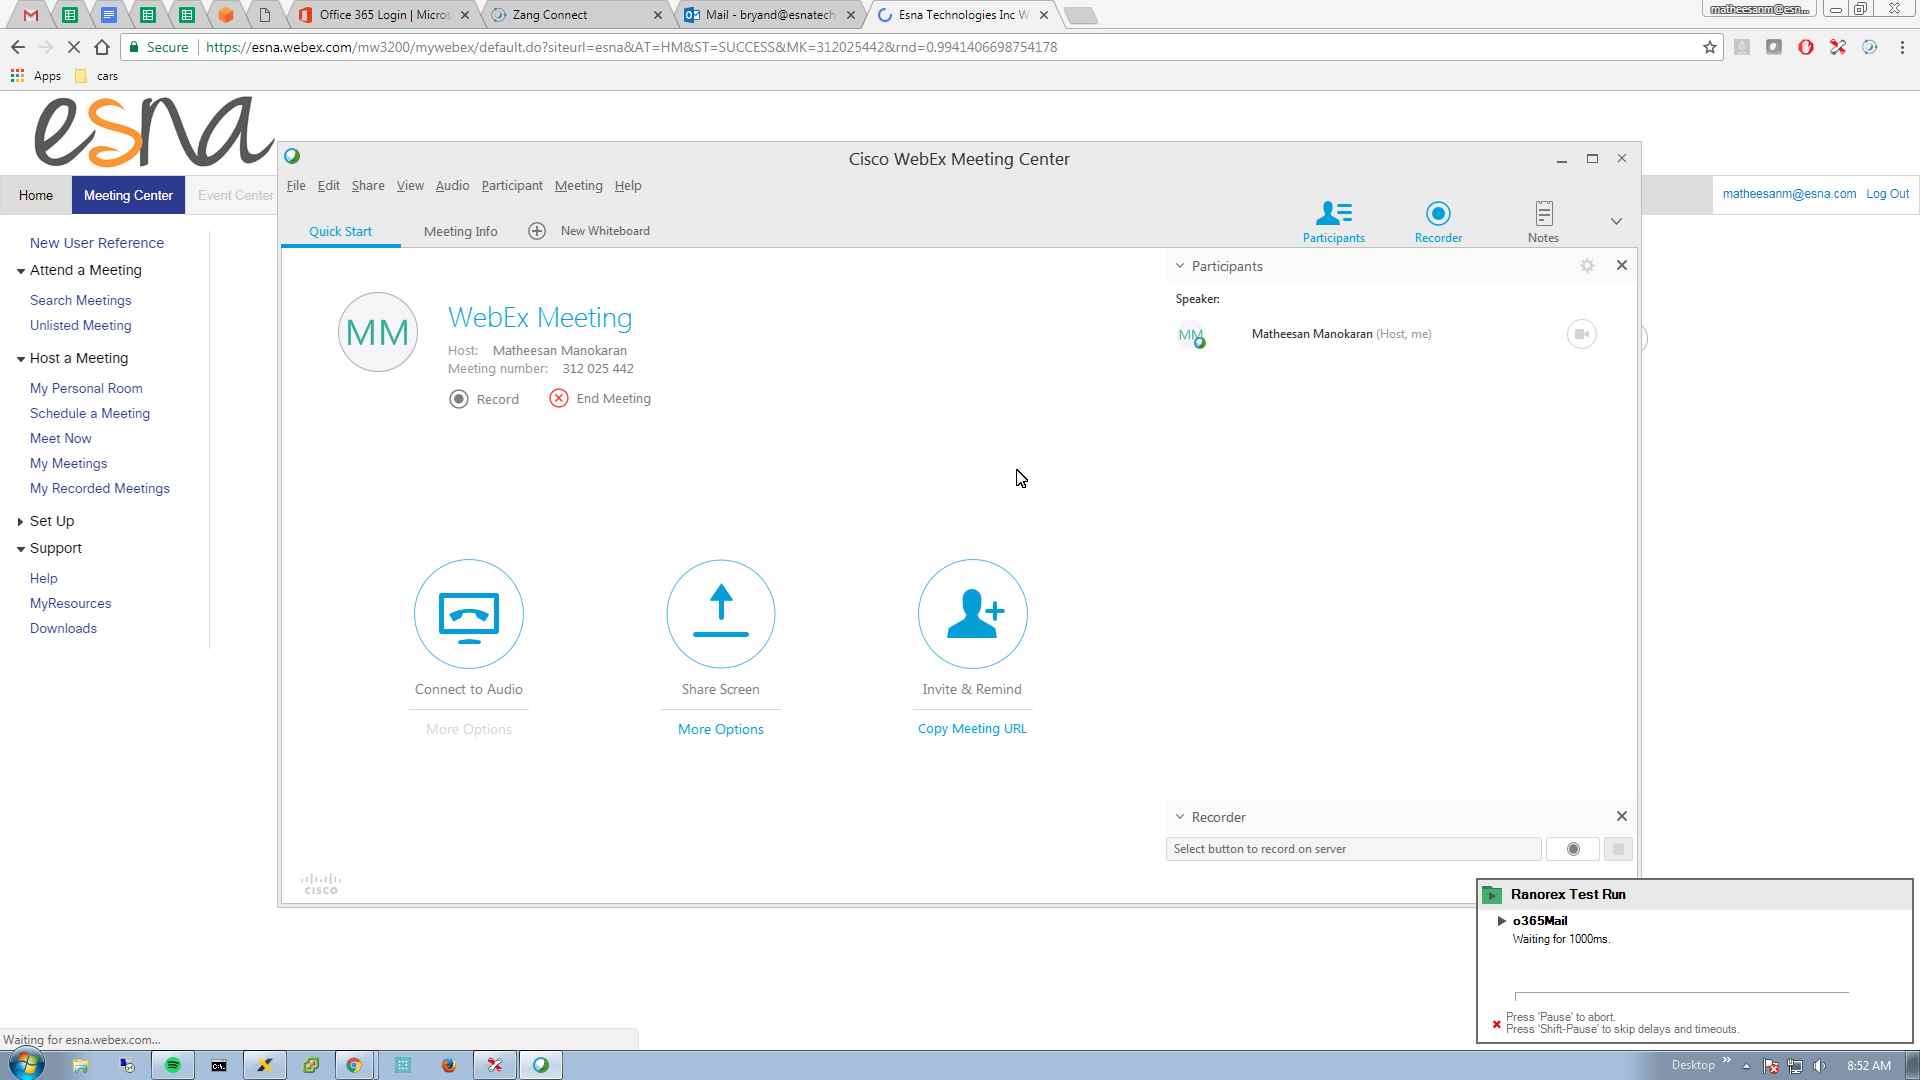 Office 365 Login | Micros
Zang Connect
Mail - bryand@esnatech
Esna Technologies Inc W
matheesanm@esn...
Secure
https://esna.webex.com/mw3200/mywebex/default.do?siteurl=esna&AT=HM&ST=SUCCESS&MK=312025442&rnd=0.9941406698754178
Apps
cars
esna
Home
Meeting Center
Event Center
matheesanm@esna.com
Log Out
New User Reference
Attend a Meeting
Search Meetings
Unlisted Meeting
Host a Meeting
My Personal Room
Schedule a Meeting
Meet Now
My Meetings
My Recorded Meetings
Set Up
Support
Help
MyResources
Downloads
Cisco WebEx Meeting Center
File Edit Share View Audio Participant Meeting Help
Quick Start
Meeting Info
New Whiteboard
Participants
Recorder
Notes
MM
WebEx Meeting
Host: Matheesan Manokaran
Meeting number: 312 025 442
Record
End Meeting
Connect to Audio
More Options
Share Screen
More Options
Invite & Remind
Copy Meeting URL
CISCO
Participants
Speaker:
MM
Matheesan Manokaran (Host, me)
Recorder
Select button to record on server
Ranorex Test Run
o365Mail
Waiting for 1000ms.
Press 'Pause' to abort.
Press 'Shift-Pause' to skip delays and timeouts.
Waiting for esna.webex.com...
Desktop
8:52 AM